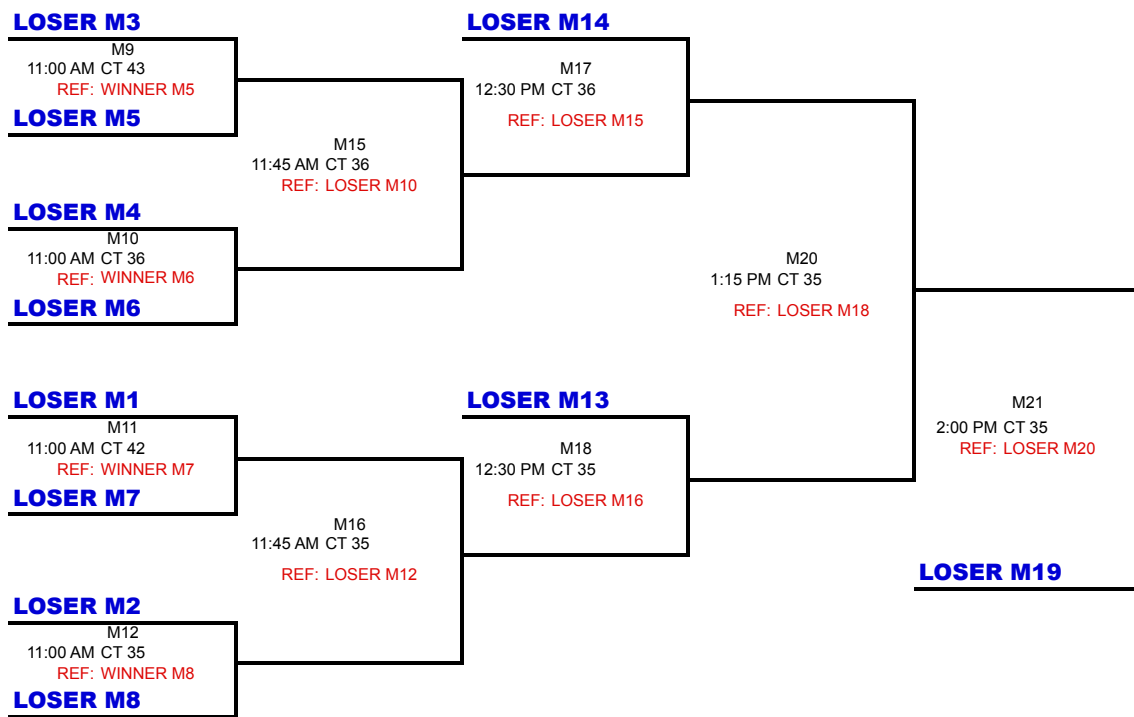 LOSER M3
M9
11:00 AM CT 43
REF: WINNER M5
LOSER M5
M15
11:45 AM CT 36
REF: LOSER M10
LOSER M4
M10
11:00 AM CT 36
REF: WINNER M6
LOSER M6
LOSER M14
M17
12:30 PM CT 36
REF: LOSER M15
M20
1:15 PM CT 35
REF: LOSER M18
LOSER M1
M11
11:00 AM CT 42
REF: WINNER M7
LOSER M7
M16
11:45 AM CT 35
REF: LOSER M12
LOSER M2
M12
11:00 AM CT 35
REF: WINNER M8
LOSER M8
LOSER M13
M18
12:30 PM CT 35
REF: LOSER M16
M21
2:00 PM CT 35
REF: LOSER M20
LOSER M19